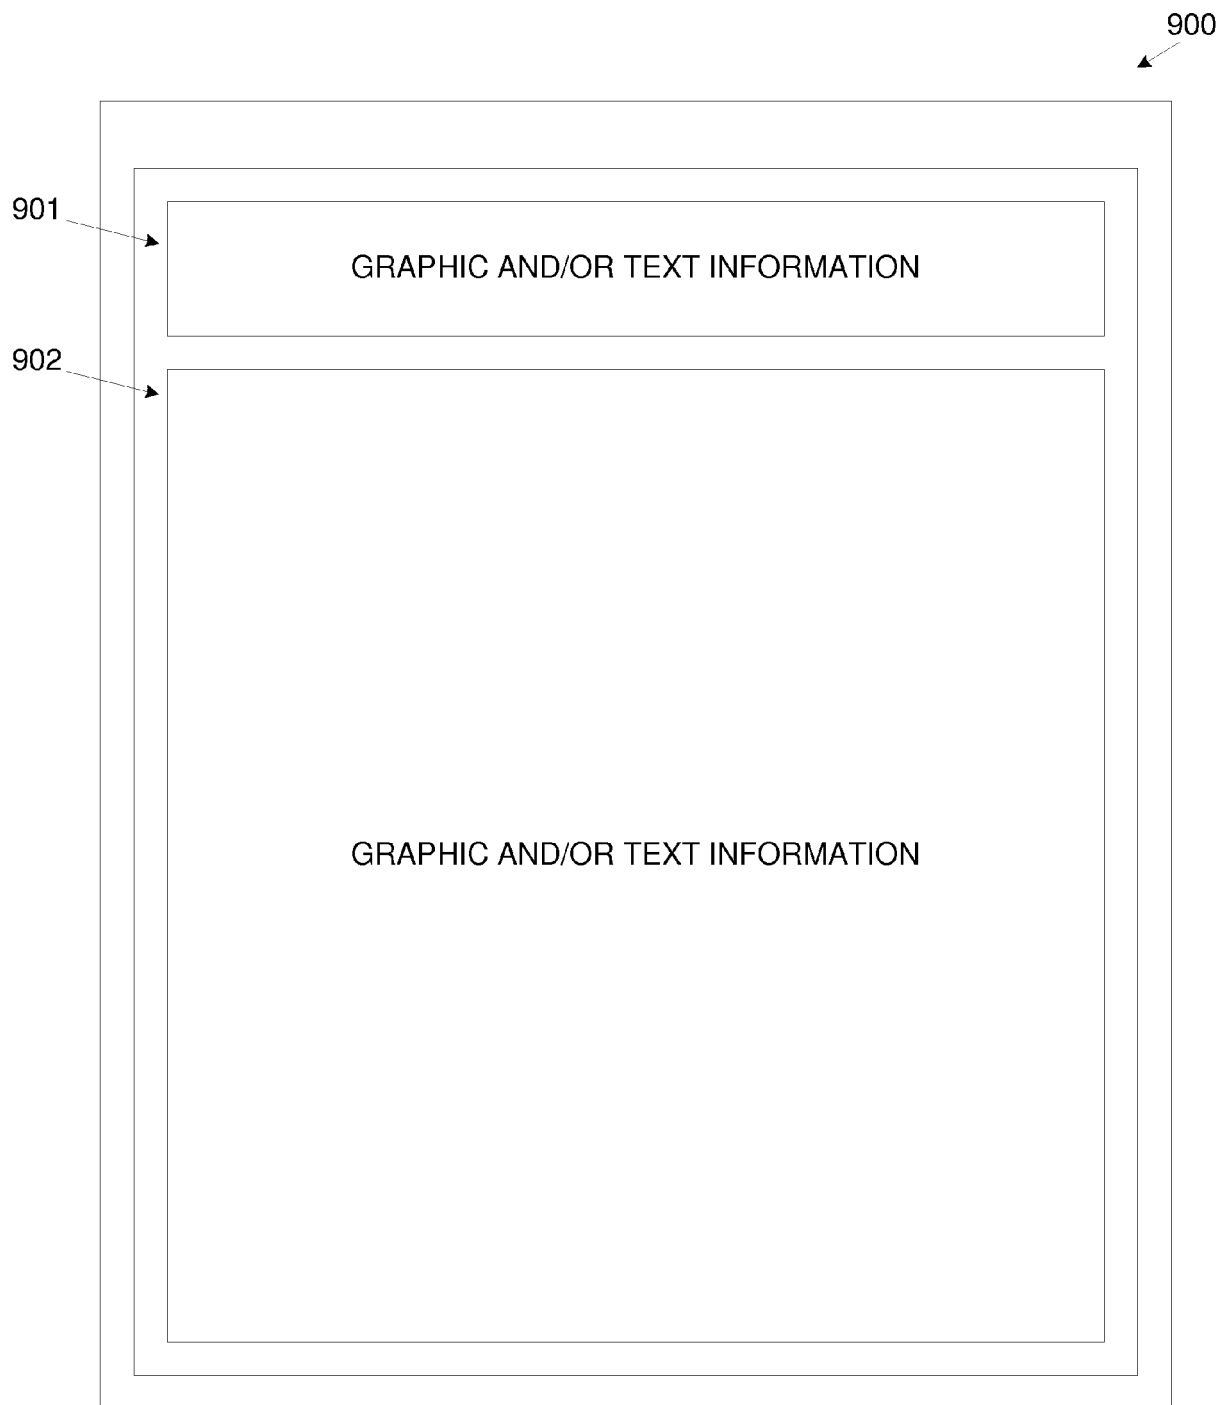 900
901
GRAPHIC AND/OR TEXT INFORMATION
902
GRAPHIC AND/OR TEXT INFORMATION